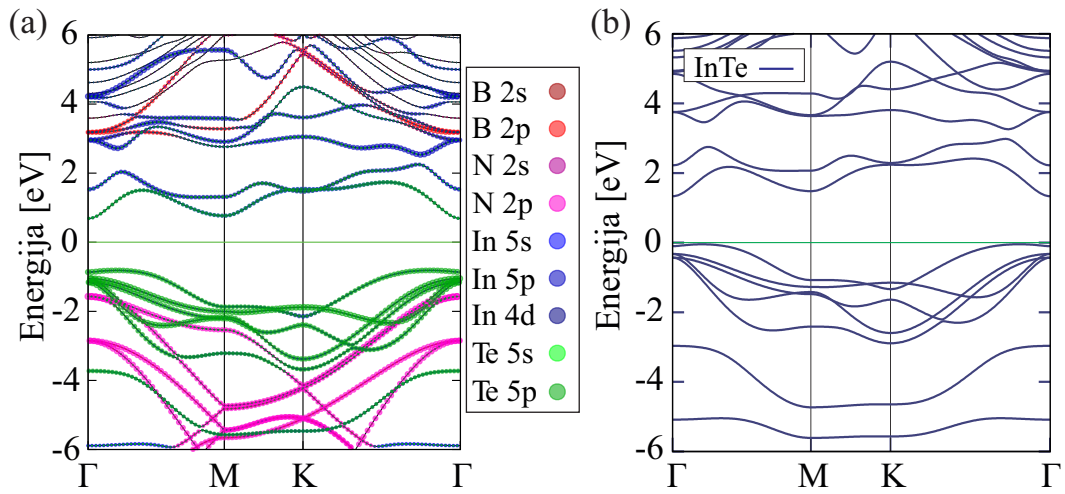 (a)
6
4
2
0
-2
-4
-6
Energija [eV]
Γ M K Γ
B 2s
B 2p
N 2s
N 2p
In 5s
In 5p
In 4d
Te 5s
Te 5p
(b)
InTe
6
4
2
0
-2
-4
-6
Energija [eV]
Γ M K Γ